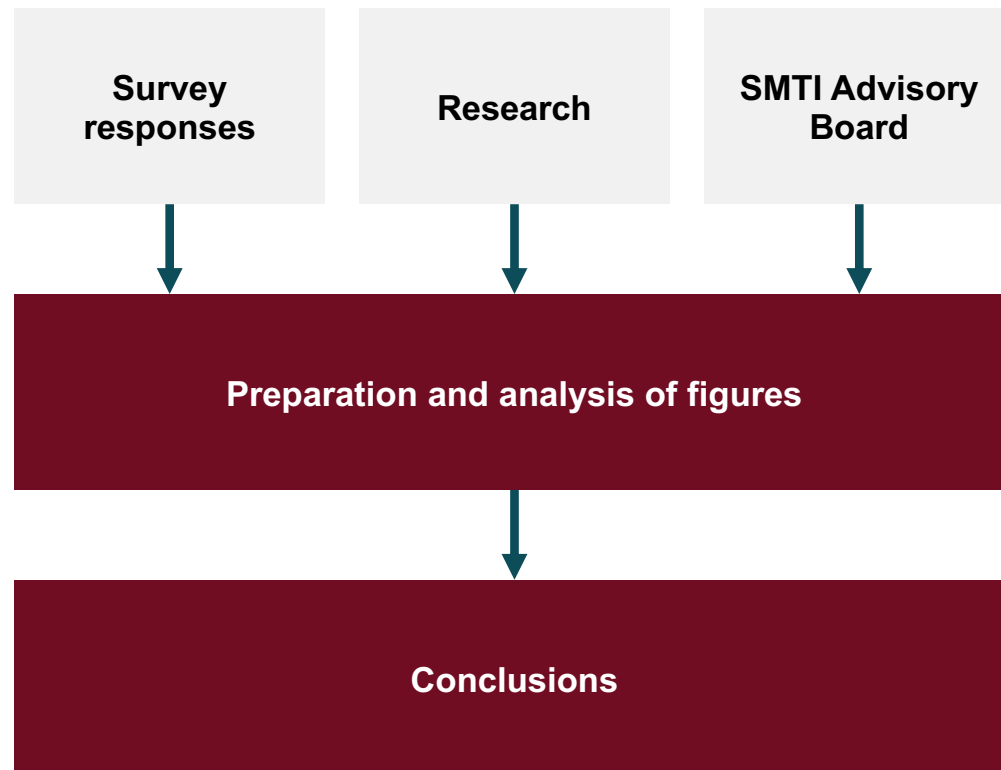 Survey
responses
Research
SMTI Advisory
Board
Preparation and analysis of figures
Conclusions